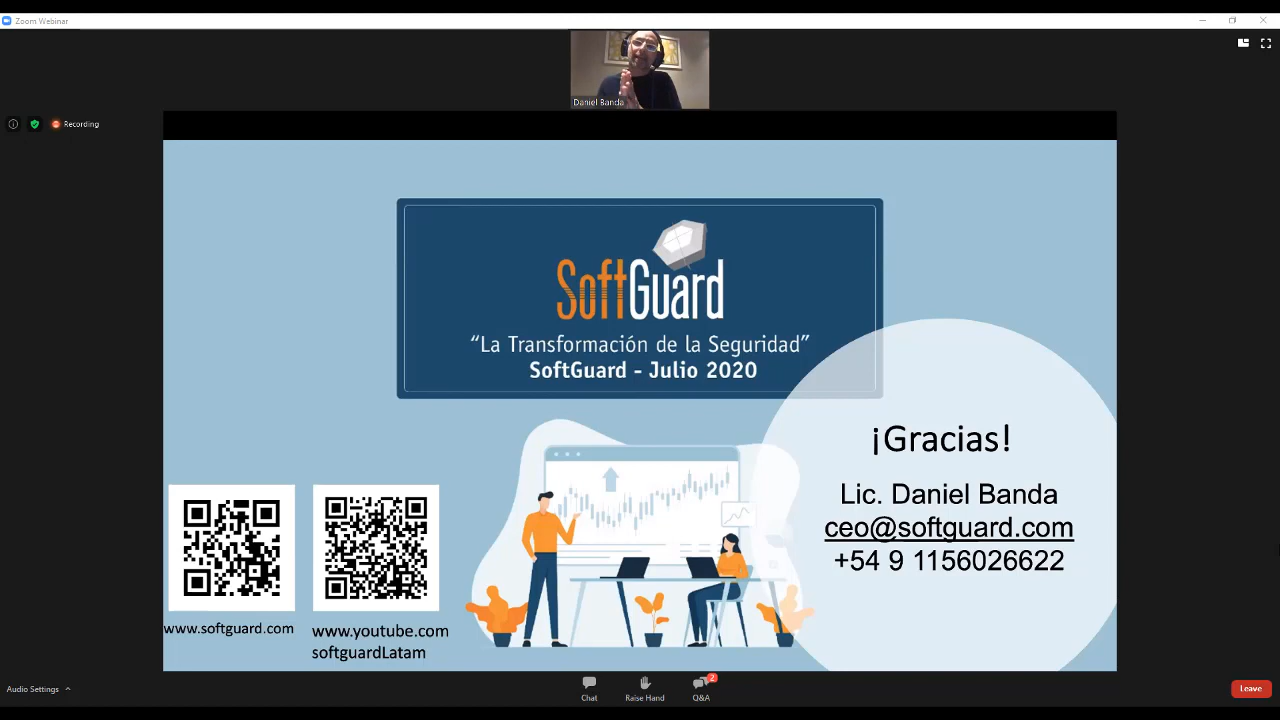 Zoom Webinar
Daniel Banda
Recording
SoftGuard
“La Transformación de la Seguridad”
SoftGuard - Julio 2020
¡Gracias!
Lic. Daniel Banda
ceo@softguard.com
+54 9 1156026622
www.softguard.com
www.youtube.com
softguardLatam
Audio Settings
Chat
Raise Hand
Q&A
2
Leave